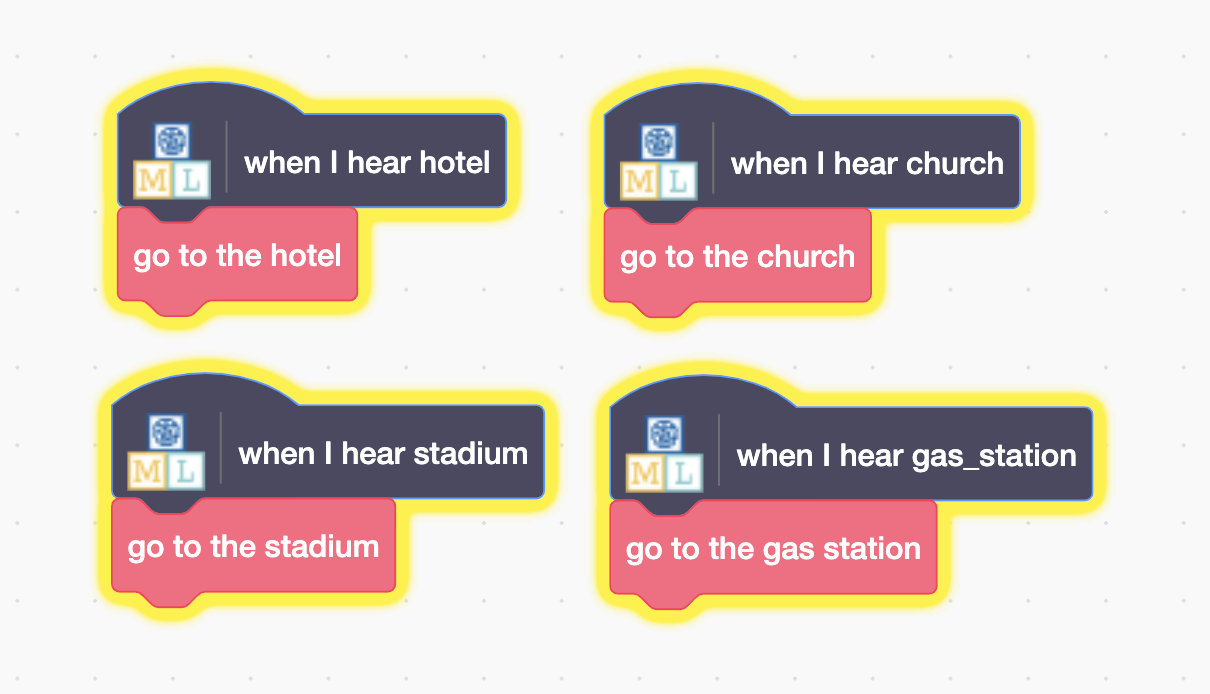 M L when I hear hotel
go to the hotel
M L when I hear church
go to the church
M L when I hear stadium
go to the stadium
M L when I hear gas_station
go to the gas station